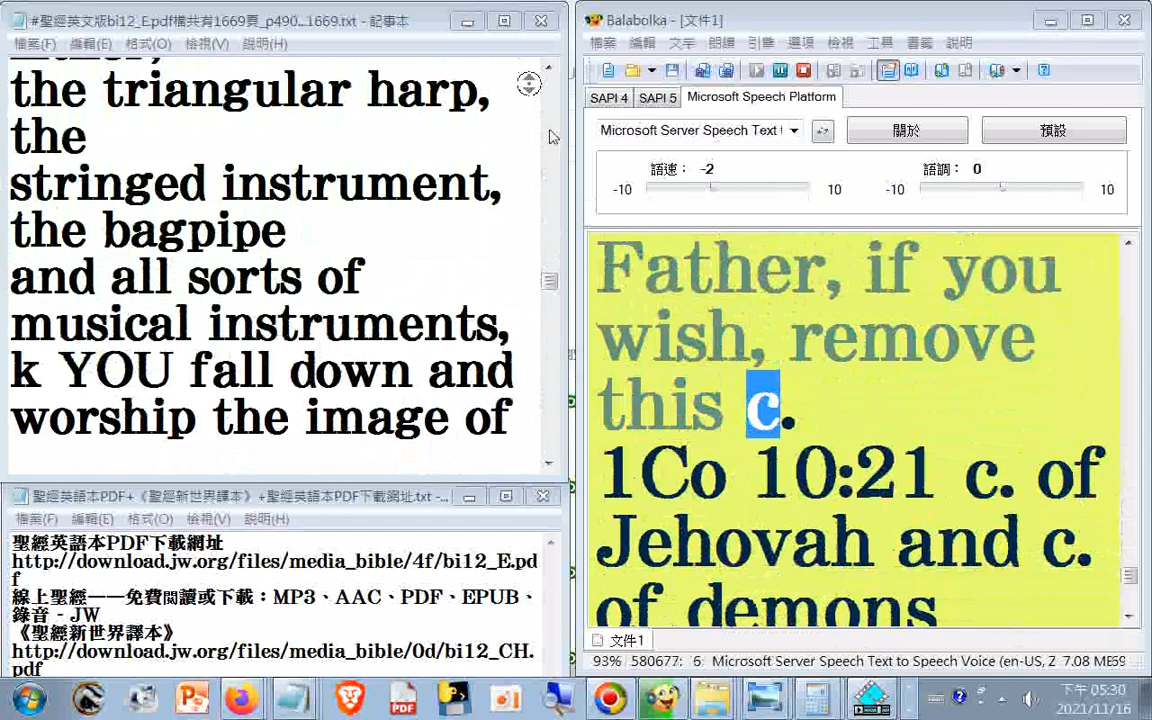 #聖經英文版bi12_E.pdf檔共有1669頁_p490...1669.txt - 記事本
檔案(F) 編輯(E) 格式(O) 檢視(V) 說明(H)
the triangular harp,
the
stringed instrument,
the bagpipe
and all sorts of
musical instruments,
k YOU fall down and
worship the image of
聖經英語本PDF+《聖經新世界譯本》+聖經英語本PDF下載網址.txt -...
檔案(F) 編輯(E) 格式(O) 檢視(V) 說明(H)
聖經英語本PDF下載網址
http://download.jw.org/files/media_bible/4f/bi12_E.pd
f
線上聖經——免費閱讀或下載：MP3、AAC、PDF、EPUB、
錄音 - JW
《聖經新世界譯本》
http://download.jw.org/files/media_bible/0d/bi12_CH.
pdf
Balabolka - [文件1]
檔案 編輯 文字 朗讀 引擎 選項 檢視 工具 書籤 說明
SAPI 4 SAPI 5 Microsoft Speech Platform
Microsoft Server Speech Text 關於 預設
語速： -2 語調： 0
-10 10 -10 10
Father, if you
wish, remove
this c.
1Co 10:21 c. of
Jehovah and c.
of demons
文件1
93% 580677: 6 Microsoft Server Speech Text to Speech Voice (en-US, Z 7.08 ME59
下午 05:30
2021/11/16